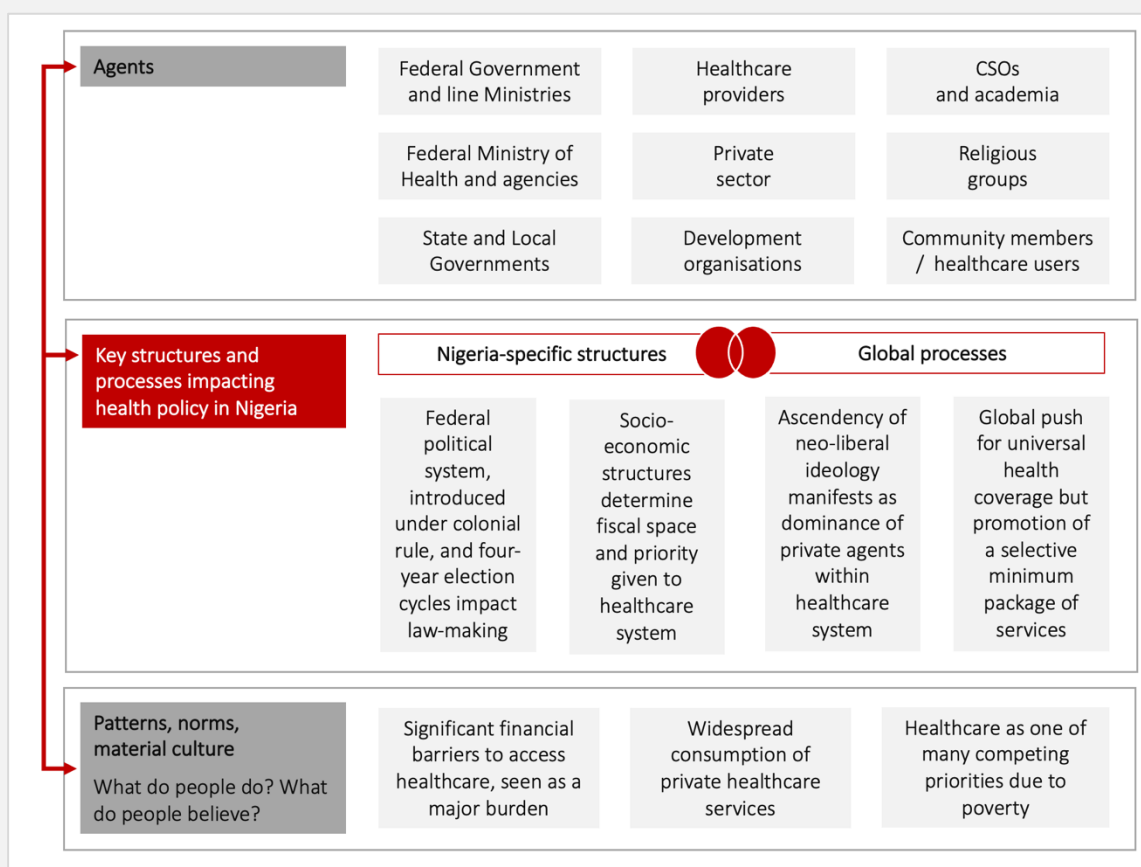 Agents
Federal Government
and line Ministries
Healthcare
providers
CSOs
and academia
Federal Ministry of
Health and agencies
Private
sector
Religious
groups
State and Local
Governments
Development
organisations
Community members
/ healthcare users
Key structures and
processes impacting
health policy in Nigeria
Nigeria-specific structures
Global processes
Federal
political
system,
introduced
under colonial
rule, and four-
year election
cycles impact
law-making
Socio-
economic
structures
determine
fiscal space
and priority
given to
healthcare
system
Ascendency of
neo-liberal
ideology
manifests as
dominance of
private agents
within
healthcare
system
Global push
for universal
health
coverage but
promotion of
a selective
minimum
package of
services
Patterns, norms,
material culture
What do people do? What
do people believe?
Significant financial
barriers to access
healthcare, seen as a
major burden
Widespread
consumption of
private healthcare
services
Healthcare as one of
many competing
priorities due to
poverty